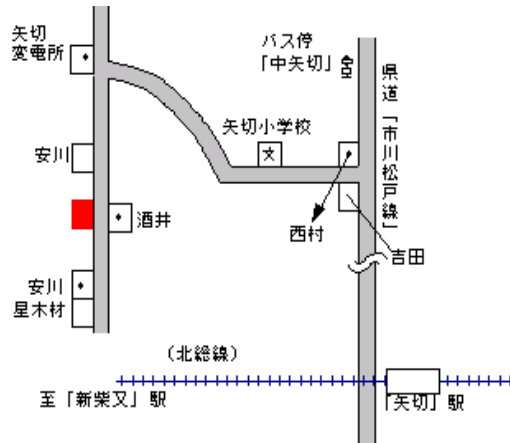 矢切
変電所
バス停
「中矢切」
県道「市川松戸線」
矢切小学校
文
安川
酒井
西村
吉田
安川
星木材
（北総線）
至「新柴又」駅
「矢切」駅